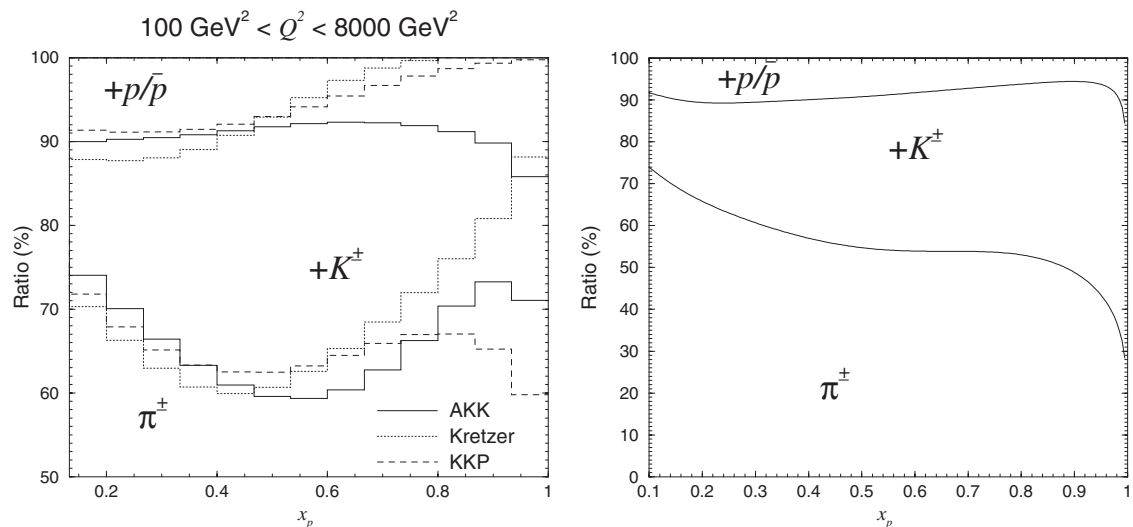 100 GeV² < Q² < 8000 GeV²
100
90
80
70
60
50
Ratio (%)
+p/p̄
+K±
π±
AKK
Kretzer
KKP
0.2
0.4
0.6
0.8
1
xₚ
100
90
80
70
60
50
40
30
20
10
0
Ratio (%)
+p/p̄
+K±
π±
0.1
0.2
0.3
0.4
0.5
0.6
0.7
0.8
0.9
1
xₚ